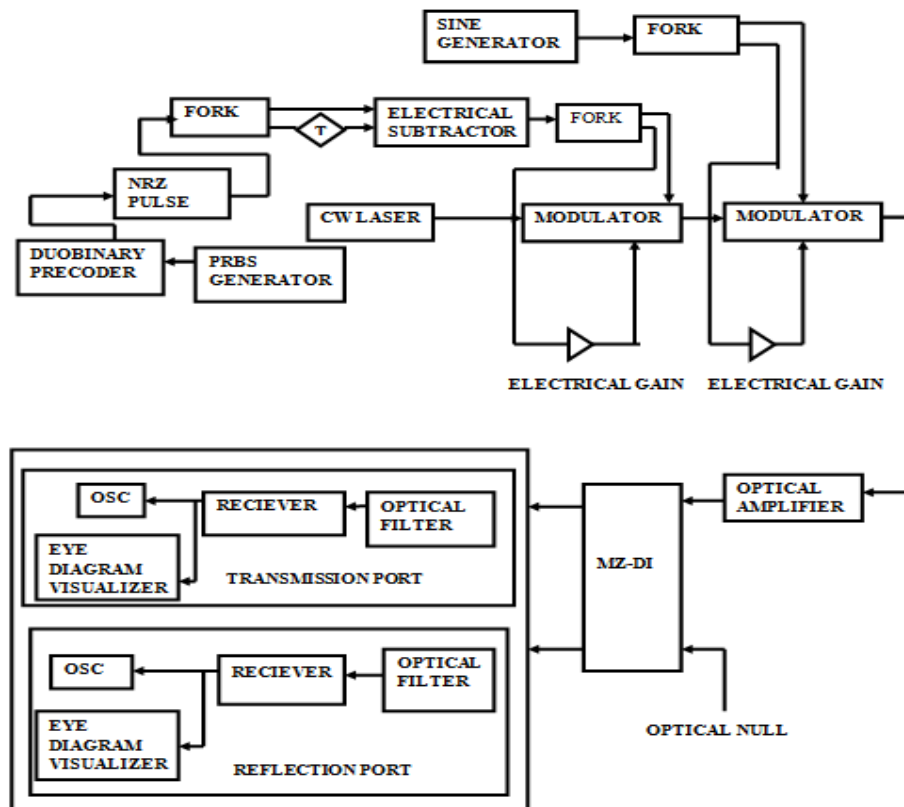 SINE
GENERATOR
FORK
FORK
T
ELECTRICAL
SUBTRACTOR
FORK
NRZ
PULSE
CW LASER
MODULATOR
MODULATOR
DUOBINARY
PRECODER
PRBS
GENERATOR
ELECTRICAL GAIN
ELECTRICAL GAIN
OSC
RECIEVER
OPTICAL
FILTER
EYE
DIAGRAM
VISUALIZER
TRANSMISSION PORT
MZ-DI
OPTICAL
AMPLIFIER
OSC
RECIEVER
OPTICAL
FILTER
EYE
DIAGRAM
VISUALIZER
REFLECTION PORT
OPTICAL NULL